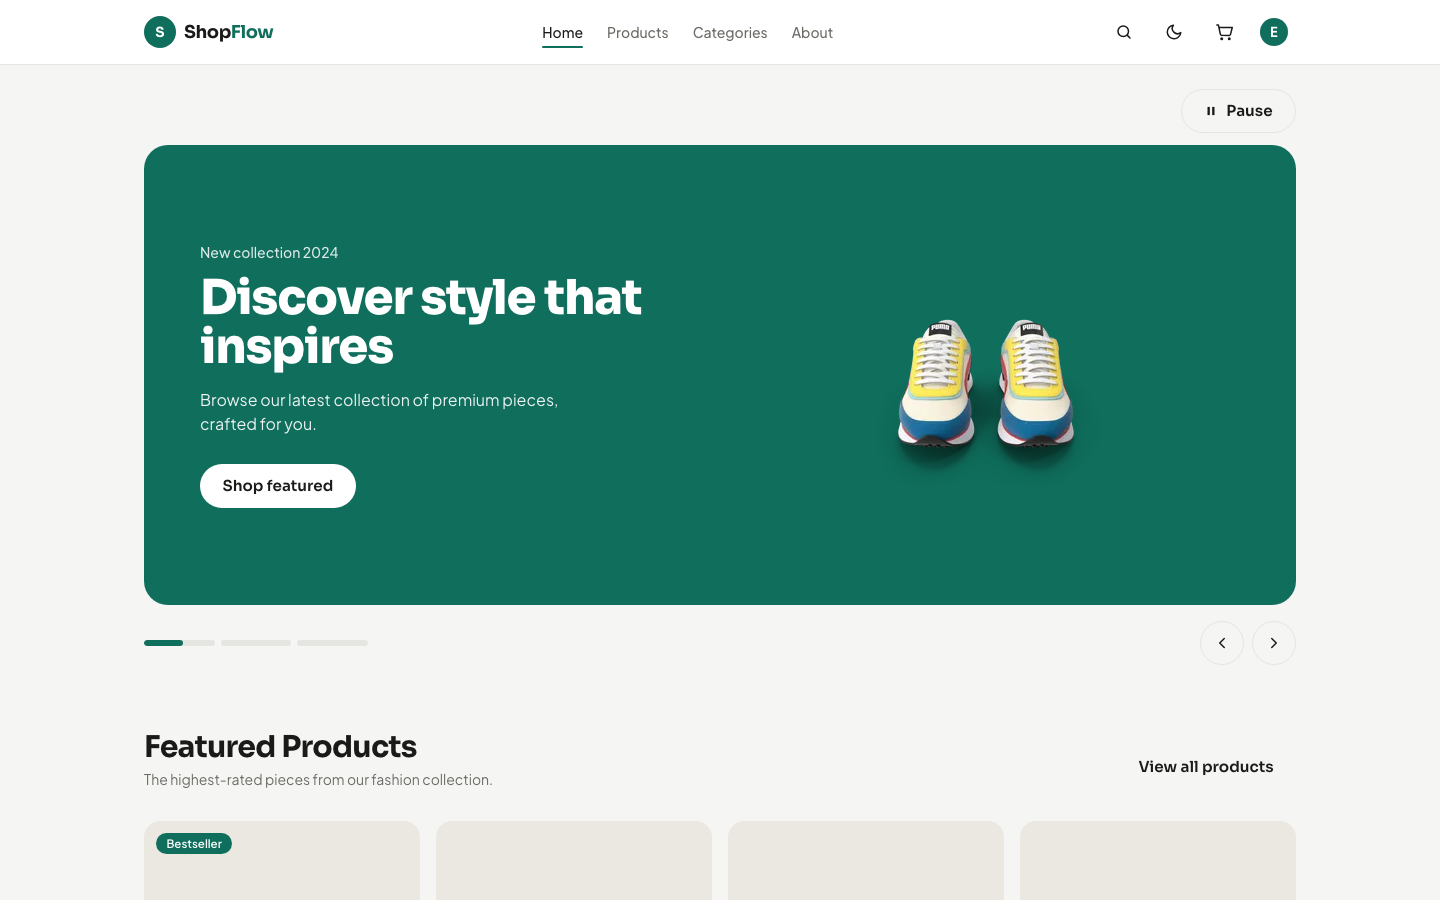 S ShopFlow
Home Products Categories About
E
Pause
New collection 2024
Discover style that
inspires
Browse our latest collection of premium pieces,
crafted for you.
Shop featured
PUMA PUMA
Featured Products
The highest-rated pieces from our fashion collection.
View all products
Bestseller